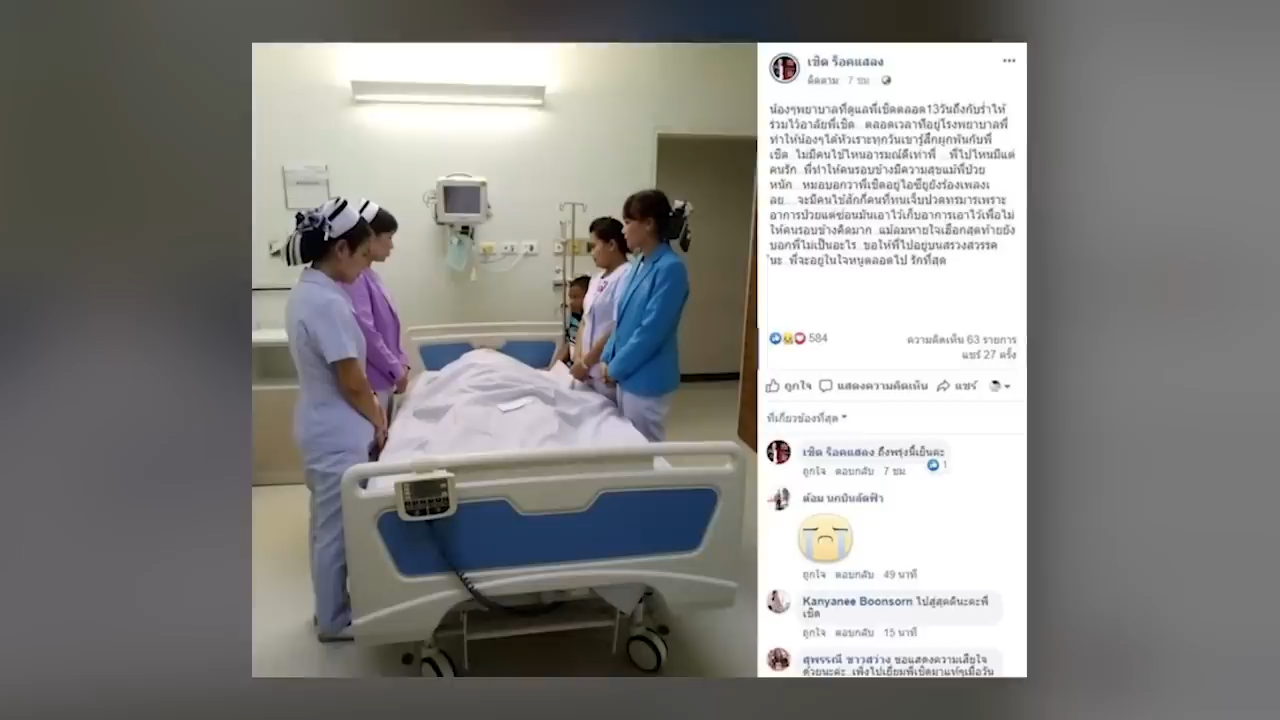 เชิด ร็อคแสลง
ติดตาม 7 ชม
น้องๆพยาบาลที่ดูแลพี่เชิดตลอด13วันถึงกับร่ำไห้
ร่วมไว้อาลัยพี่เชิด ตลอดเวลาที่อยู่โรงพยาบาลพี่
ทำให้น้องๆได้หัวเราะทุกวันเขารู้สึกผูกพันกับพี่
เชิด ไม่มีคนไข้ไหนอารมณ์ดีเท่าพี่ พี่ไปไหนมีแต่
คนรัก พี่ทำให้คนรอบข้างมีความสุขแม้พี่ป่วย
หนัก หมอบอกว่าพี่เชิดอยู่ไอซียูยังร้องเพลงเ
ลย จะมีคนไข้สักกี่คนที่ทนเจ็บปวดทรมารเพราะ
อาการป่วยแต่ซ่อนมันเอาไว้เก็บอาการเอาไว้เพื่อไม่
ให้คนรอบข้างคิดมาก แม้ลมหายใจเฮือกสุดท้ายยัง
บอกพี่ไม่เป็นอะไร ขอให้พี่ไปอยู่บนสรวงสวรรค์
นะ พี่จะอยู่ในใจหนูตลอดไป รักที่สุด
584
ความคิดเห็น 63 รายการ
แชร์ 27 ครั้ง
ถูกใจ แสดงความคิดเห็น แชร์
ที่เกี่ยวข้องที่สุด
เชิด ร็อคแสลง ถึงพรุ่งนี้เย็นค่ะ
1
ถูกใจ ตอบกลับ 7 ชม
ต้อม นกบินลัดฟ้า
ถูกใจ ตอบกลับ 49 นาที
Kanyanee Boonsorn ไปสู่สุคตินะคะพี่
เชิด
ถูกใจ ตอบกลับ 15 นาที
สุพรรณี ขาวสว่าง ขอแสดงความเสียใจ
ด้วยนะค่ะ..เพิ่งไปเยี่ยมพี่เชิดมาแท้ๆเมื่อวัน